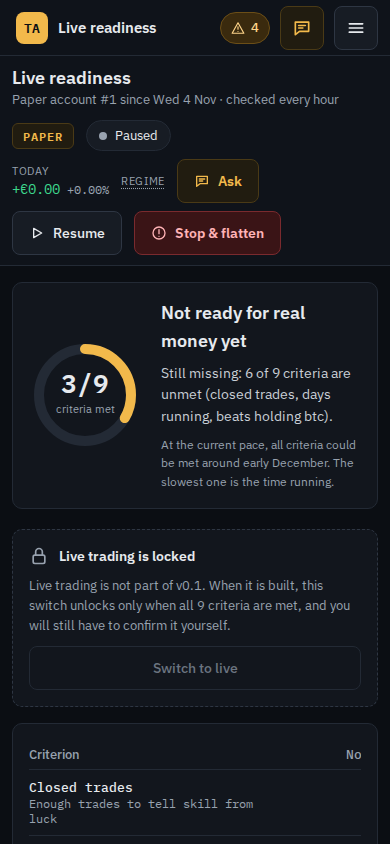 TA Live readiness 4
Live readiness
Paper account #1 since Wed 4 Nov · checked every hour
PAPER Paused
TODAY
+€0.00 +0.00% REGIME Ask
Resume Stop & flatten
Not ready for real
money yet
3/9
criteria met
Still missing: 6 of 9 criteria are
unmet (closed trades, days
running, beats holding btc).
At the current pace, all criteria could
be met around early December. The
slowest one is the time running.
Live trading is locked
Live trading is not part of v0.1. When it is built, this
switch unlocks only when all 9 criteria are met, and you
will still have to confirm it yourself.
Switch to live
Criterion No
Closed trades
Enough trades to tell skill from
luck